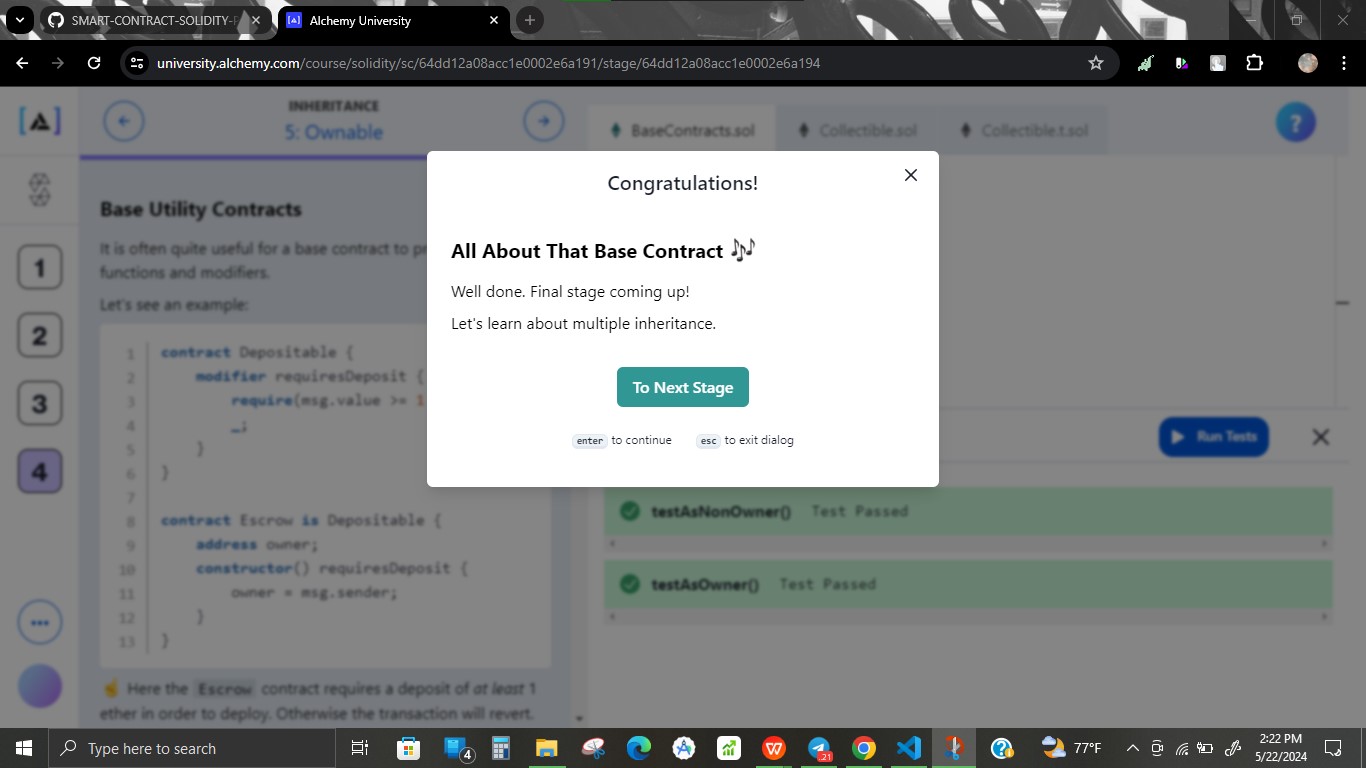 SMART-CONTRACT-SOLIDITY-F
Alchemy University
university.alchemy.com/course/solidity/sc/64dd12a08acc1e0002e6a191/stage/64dd12a08acc1e0002e6a194
INHERITANCE
5: Ownable
BaseContracts.sol
Collectible.sol
Collectible.t.sol
?
1
2
3
4
Base Utility Contracts
It is often quite useful for a base contract to
functions and modifiers.
Let's see an example:
1 contract Depositable {
2 modifier requiresDeposit {
3 require(msg.value >= 1
4 _;
5 }
6 }
7
8 contract Escrow is Depositable {
9 address owner;
10 constructor() requiresDeposit {
11 owner = msg.sender;
12 }
13 }
☝️ Here the Escrow contract requires a deposit of at least 1
ether in order to deploy. Otherwise the transaction will revert.
Congratulations!
All About That Base Contract 🎶
Well done. Final stage coming up!
Let's learn about multiple inheritance.
To Next Stage
enter to continue esc to exit dialog
Run Tests
testAsNonOwner() Test Passed
testAsOwner() Test Passed
Type here to search
4
21
77°F
2:22 PM
5/22/2024